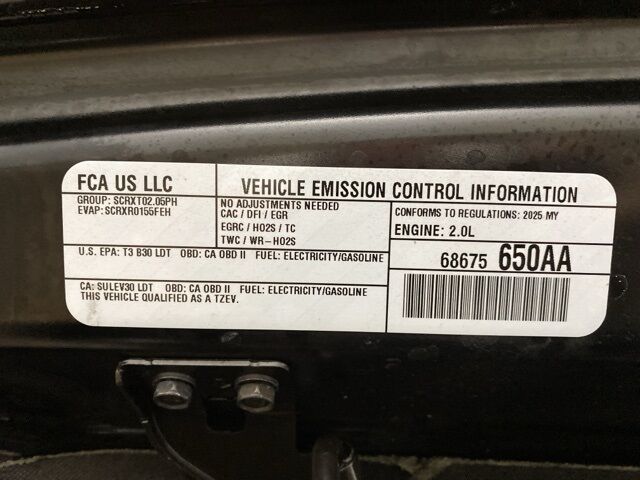 FCA US LLC
VEHICLE EMISSION CONTROL INFORMATION
GROUP: SCRXT02.05PH
EVAP: SCRXR0155FEH
NO ADJUSTMENTS NEEDED
CAC / DFI / EGR
EGRC / HO2S / TC
TWC / WR-HO2S
CONFORMS TO REGULATIONS: 2025 MY
ENGINE: 2.0L
U.S. EPA: T3 B30 LDT OBD: CA OBD II FUEL: ELECTRICITY/GASOLINE
68675 650AA
CA: SULEV30 LDT OBD: CA OBD II FUEL: ELECTRICITY/GASOLINE
THIS VEHICLE QUALIFIED AS A TZEV.